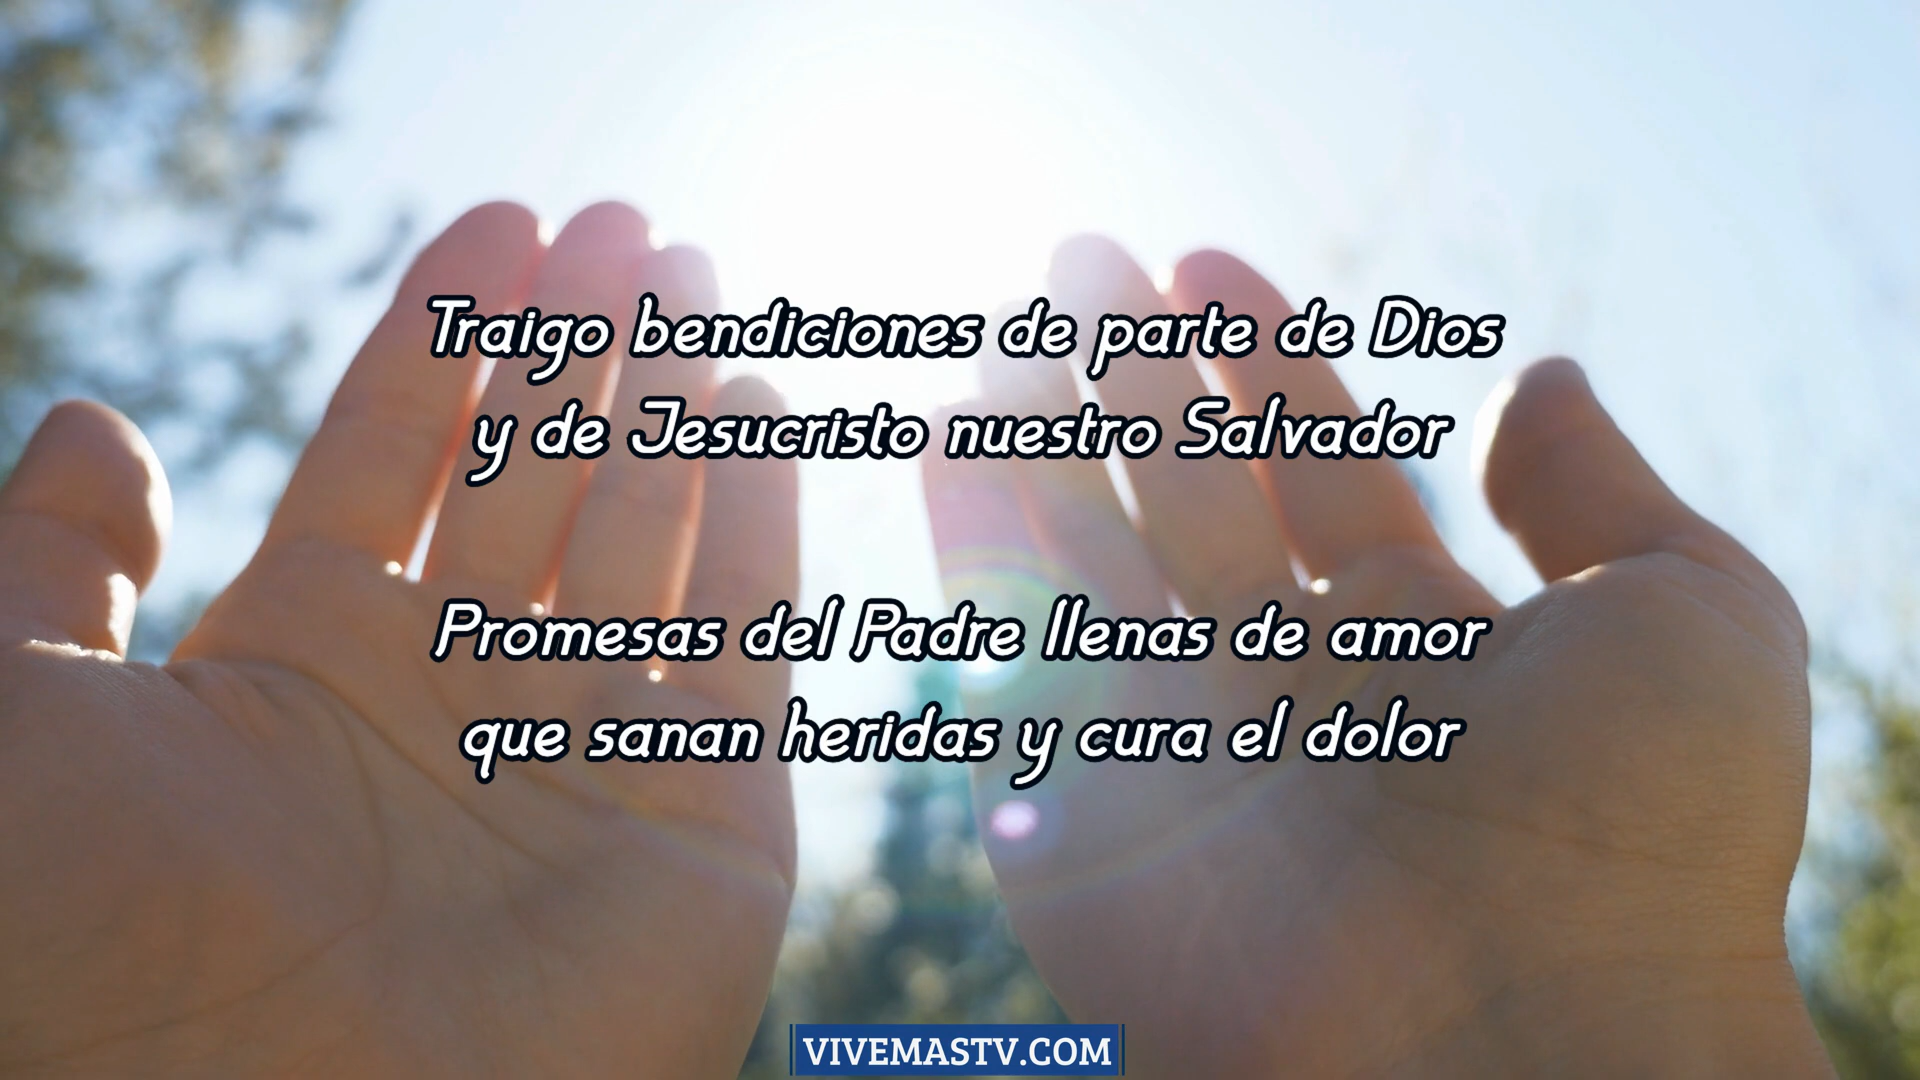 Traigo bendiciones de parte de Dios
y de Jesucristo nuestro Salvador
Promesas del Padre llenas de amor
que sanan heridas y cura el dolor
VIVEMASTV.COM